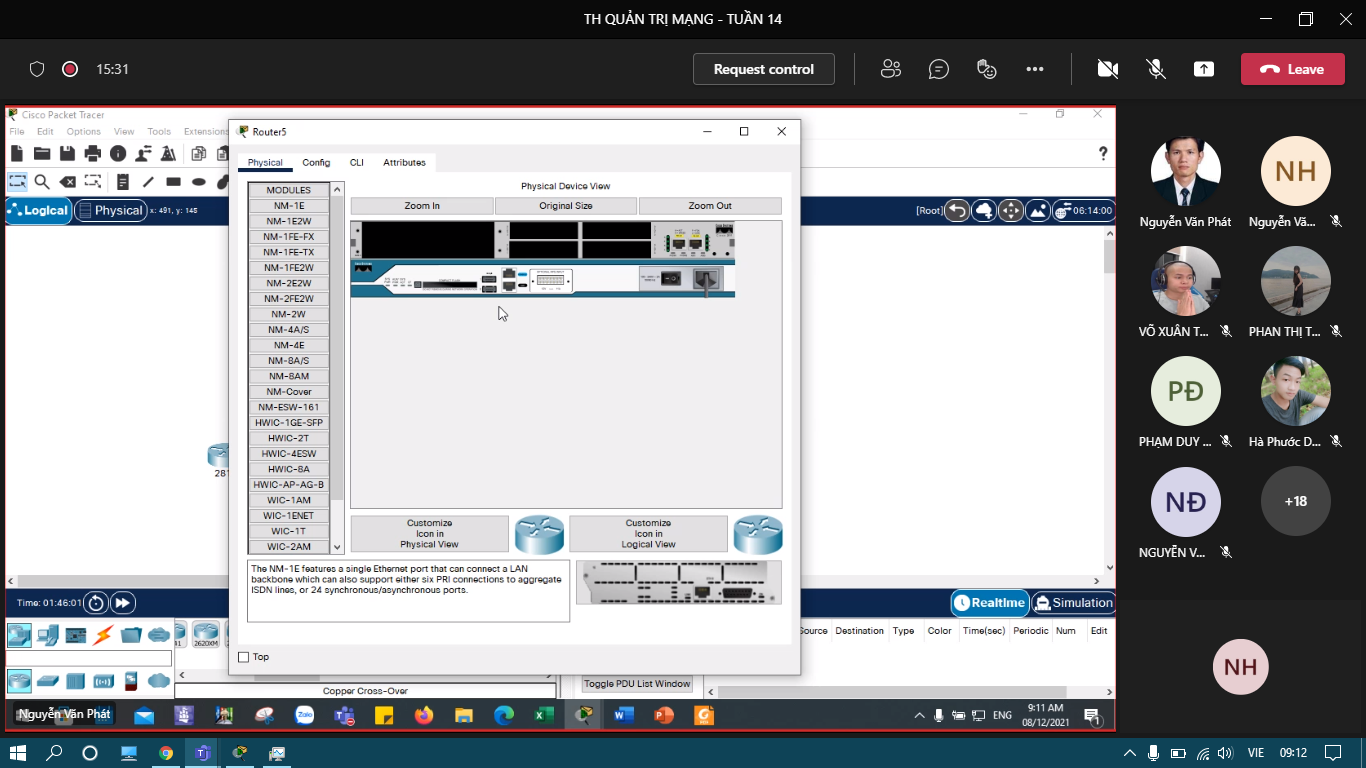 TH QUẢN TRỊ MẠNG - TUẦN 14
15:31
Request control
Leave
Cisco Packet Tracer
File Edit Options View Tools Extensions
Router5
Physical Config CLI Attributes
Logical
Physical
x: 491, y: 145
[Root]
06:14:00
MODULES
NM-1E
NM-1E2W
NM-1FE-FX
NM-1FE-TX
NM-1FE2W
NM-2E2W
NM-2FE2W
NM-2W
NM-4A/S
NM-4E
NM-8A/S
NM-8AM
NM-Cover
NM-ESW-161
HWIC-1GE-SFP
HWIC-2T
HWIC-4ESW
HWIC-8A
HWIC-AP-AG-B
WIC-1AM
WIC-1ENET
WIC-1T
WIC-2AM
Physical Device View
Zoom In
Original Size
Zoom Out
Customize
Icon in
Physical View
Customize
Icon in
Logical View
The NM-1E features a single Ethernet port that can connect a LAN
backbone which can also support either six PRI connections to aggregate
ISDN lines, or 24 synchronous/asynchronous ports.
Top
281
Time: 01:46:01
Realtime
Simulation
2620XM
Source Destination Type Color Time(sec) Periodic Num Edit
Copper Cross-Over
Toggle PDU List Window
Nguyễn Văn Phát
Zalo
ENG
9:11 AM
08/12/2021
1
Nguyễn Văn Phát
NH
Nguyễn Vă...
VÕ XUÂN T...
PHAN THỊ T...
PĐ
PHẠM DUY ...
Hà Phước D...
NĐ
NGUYỄN V...
+18
NH
VIE
09:12